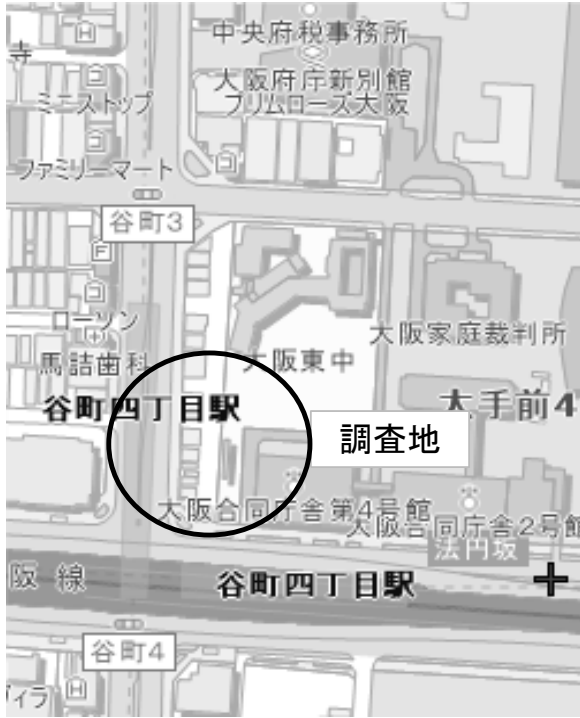 中央府税事務所
寺
大阪府庁新別館
プリムローズ大阪
ミニストップ
ファミリーマート
谷町3
F
ローソン
大阪家庭裁判所
馬詰歯科
大阪東中
谷町四丁目駅
大手前4
調査地
大阪合同庁舎第4号館
大阪合同庁舎2号館
法円坂
阪線
谷町四丁目駅
谷町4
ヴィラ
H